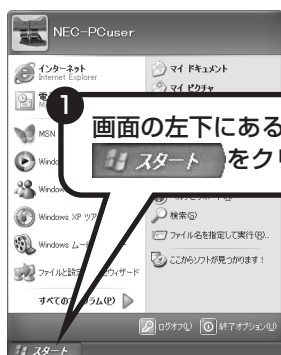 NEC-PCuser
インターネット
Internet Explorer
マイ ドキュメント
マイ ピクチャ
1
画面の左下にある
スタート をク
MSN
Windows XP ツア
Windows ムー
ファイルと設定 ウィザード
すべての ラム(P)
検索(S)
ファイル名を指定して実行(R)...
ここからソフトが見つかります!
ログオフ(L)
終了オプション(U)
スタート